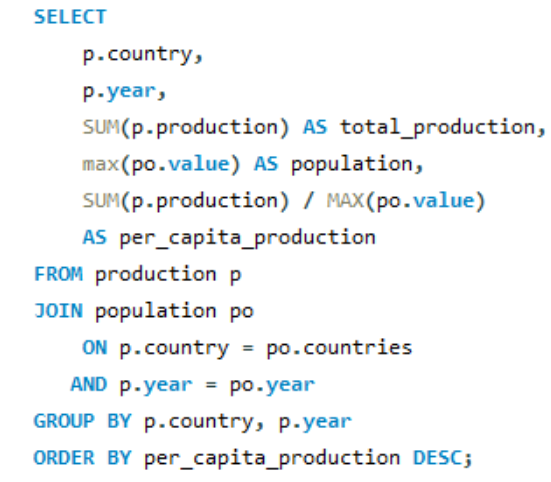 SELECT
p.country,
p.year,
SUM(p.production) AS total_production,
max(po.value) AS population,
SUM(p.production) / MAX(po.value)
AS per_capita_production
FROM production p
JOIN population po
ON p.country = po.countries
AND p.year = po.year
GROUP BY p.country, p.year
ORDER BY per_capita_production DESC;